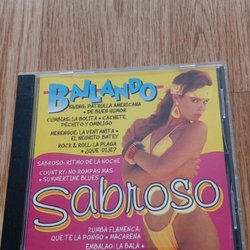 BAILANDO
SWING: PATRULLA AMERICANA
• DE BUEN HUMOR
CUMBIAS: LA BOLITA • CACHETE,
PECHITO Y OMBLIGO
MERENGUE: LA VENTANITA •
EL NEGRITO BATEY
ROCK & ROLL: LA PLAGA
• ¿QUE DIJE?
SABROSO: RITMO DE LA NOCHE
COUNTRY: NO ROMPAS MAS
• SUMMERTIME BLUES
Sabroso
RUMBA FLAMENCA:
QUE TE LA PONGO • MACARENA
EMBALAO: LA BALA